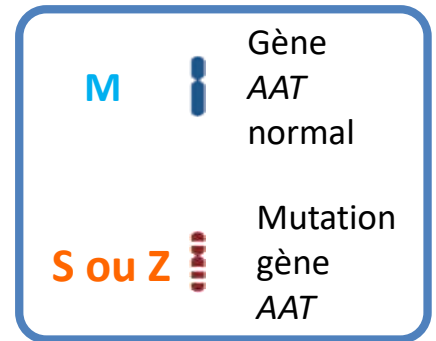 Gène
M AAT
normal
Mutation
S ou Z gène
AAT